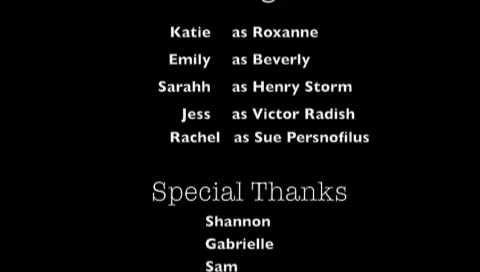 Katie as Roxanne
Emily as Beverly
Sarahh as Henry Storm
Jess as Victor Radish
Rachel as Sue Persnofilus
Special Thanks
Shannon
Gabrielle
Sam